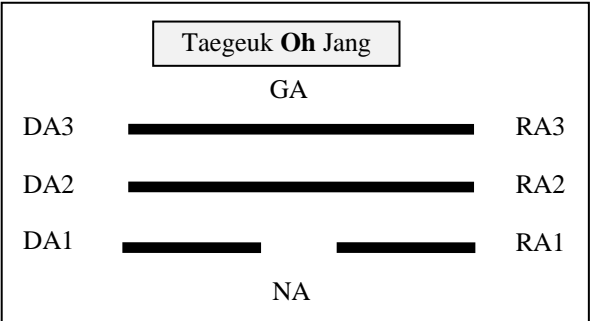 Taegeuk Oh Jang
GA
DA3 RA3
DA2 RA2
DA1 RA1
NA